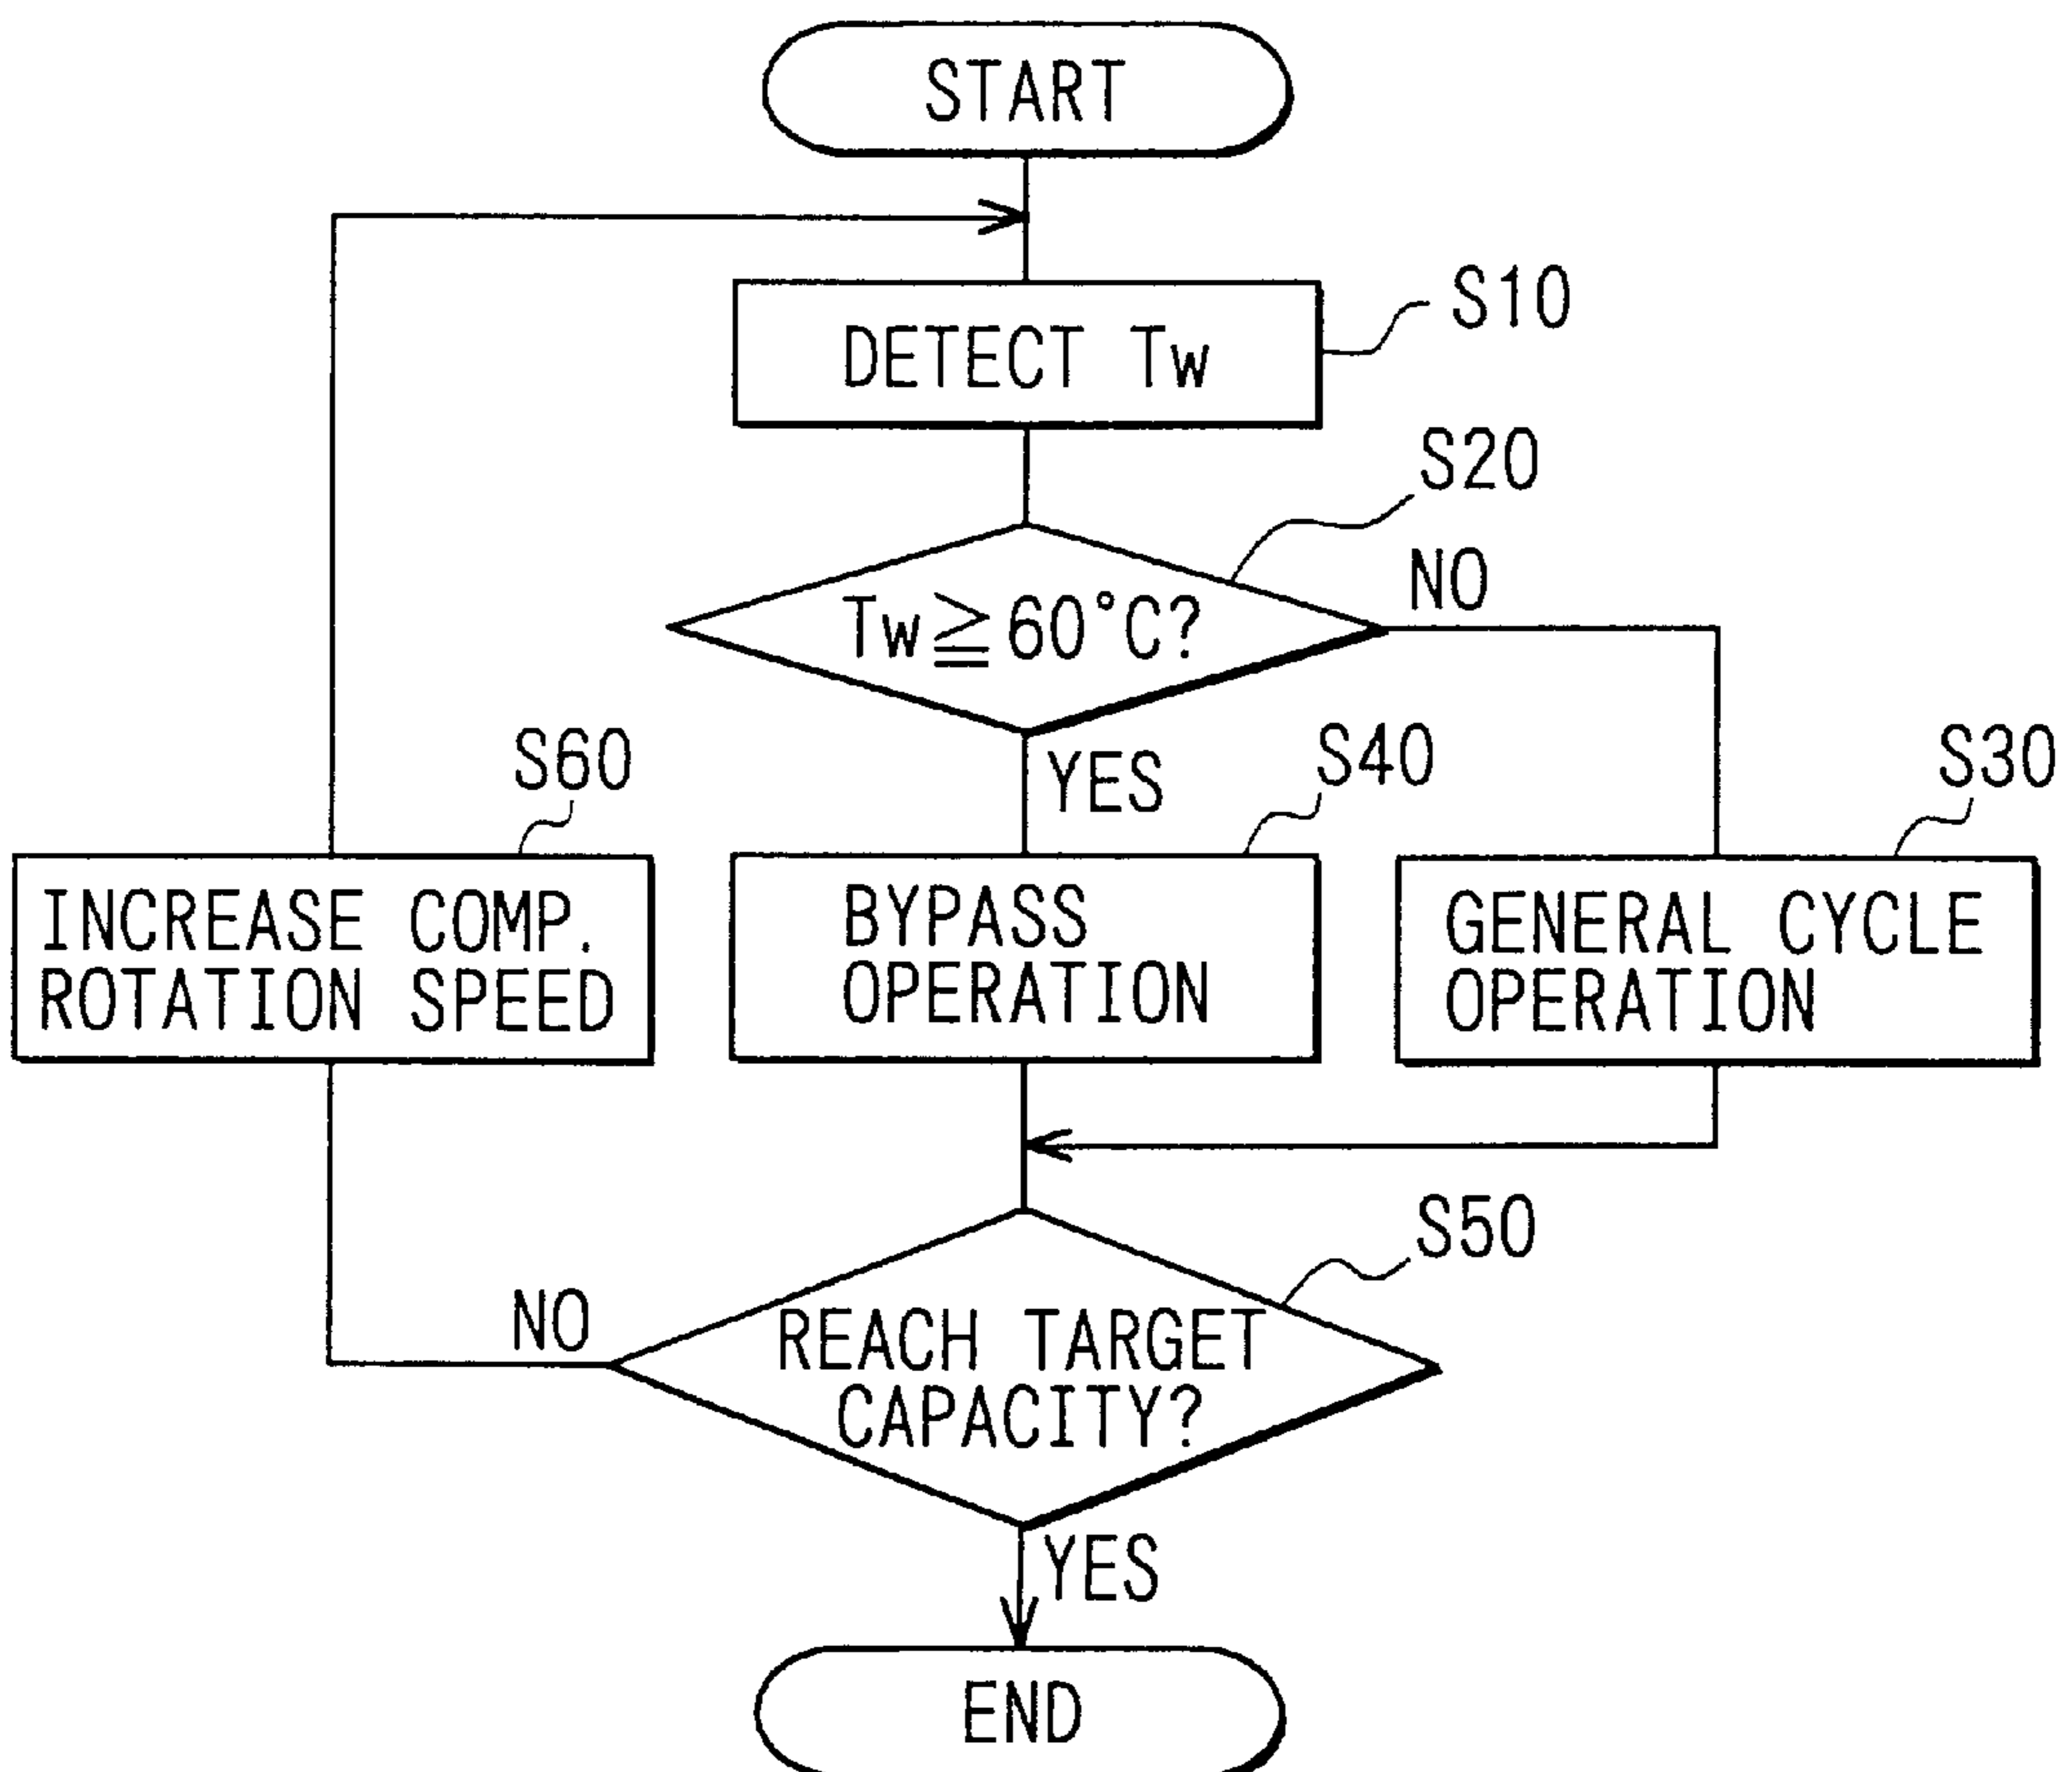 START
S10
DETECT Tw
S20
Tw≧60°C?
NO
YES
S60
S40
S30
INCREASE COMP.
ROTATION SPEED
BYPASS
OPERATION
GENERAL CYCLE
OPERATION
S50
NO
REACH TARGET
CAPACITY?
YES
END